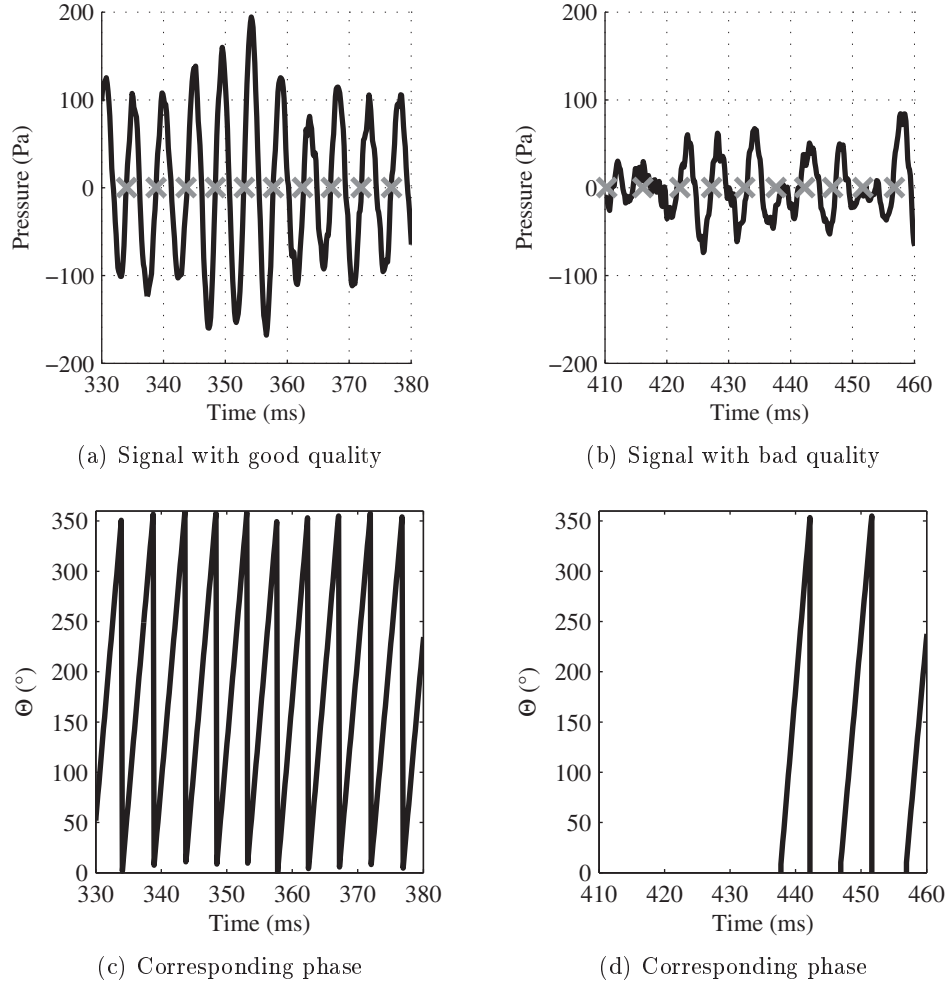 200
100
0
−100
−200
Pressure (Pa)
330 340 350 360 370 380
Time (ms)
(a) Signal with good quality
200
100
0
−100
−200
Pressure (Pa)
410 420 430 440 450 460
Time (ms)
(b) Signal with bad quality
350
300
250
200
150
100
50
0
Θ (°)
330 340 350 360 370 380
Time (ms)
(c) Corresponding phase
350
300
250
200
150
100
50
0
Θ (°)
410 420 430 440 450 460
Time (ms)
(d) Corresponding phase